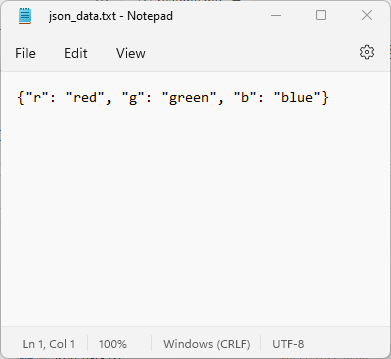 json_data.txt - Notepad
File Edit View
{"r": "red", "g": "green", "b": "blue"}
Ln 1, Col 1 100% Windows (CRLF) UTF-8